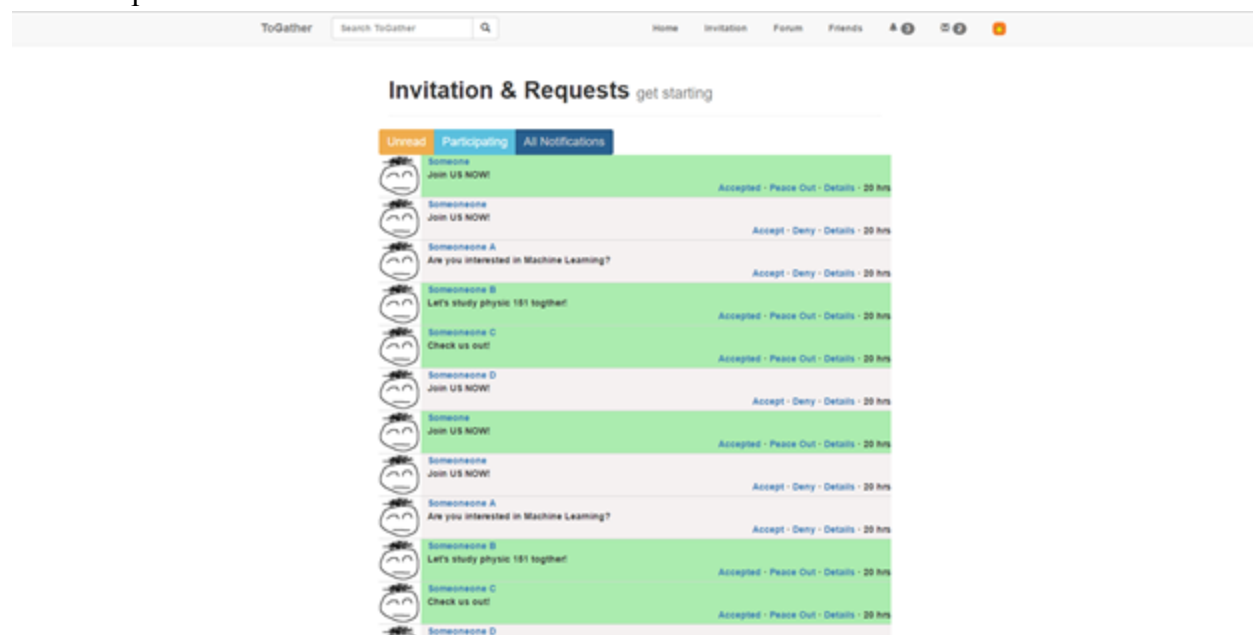 ToGather Search ToGather Home Invitation Forum Friends
Invitation & Requests get starting
Unread Participating All Notifications
Someone
Join US NOW!
Accepted · Peace Out · Details · 20 hrs
Someoneone
Join US NOW!
Accept · Deny · Details · 20 hrs
Someoneone A
Are you interested in Machine Learning?
Accept · Deny · Details · 20 hrs
Someoneone B
Let's study physic 151 togther!
Accepted · Peace Out · Details · 20 hrs
Someoneone C
Check us out!
Accepted · Peace Out · Details · 20 hrs
Someoneone D
Join US NOW!
Accept · Deny · Details · 20 hrs
Someone
Join US NOW!
Accepted · Peace Out · Details · 20 hrs
Someoneone
Join US NOW!
Accept · Deny · Details · 20 hrs
Someoneone A
Are you interested in Machine Learning?
Accept · Deny · Details · 20 hrs
Someoneone B
Let's study physic 151 togther!
Accepted · Peace Out · Details · 20 hrs
Someoneone C
Check us out!
Accepted · Peace Out · Details · 20 hrs
Someoneone D